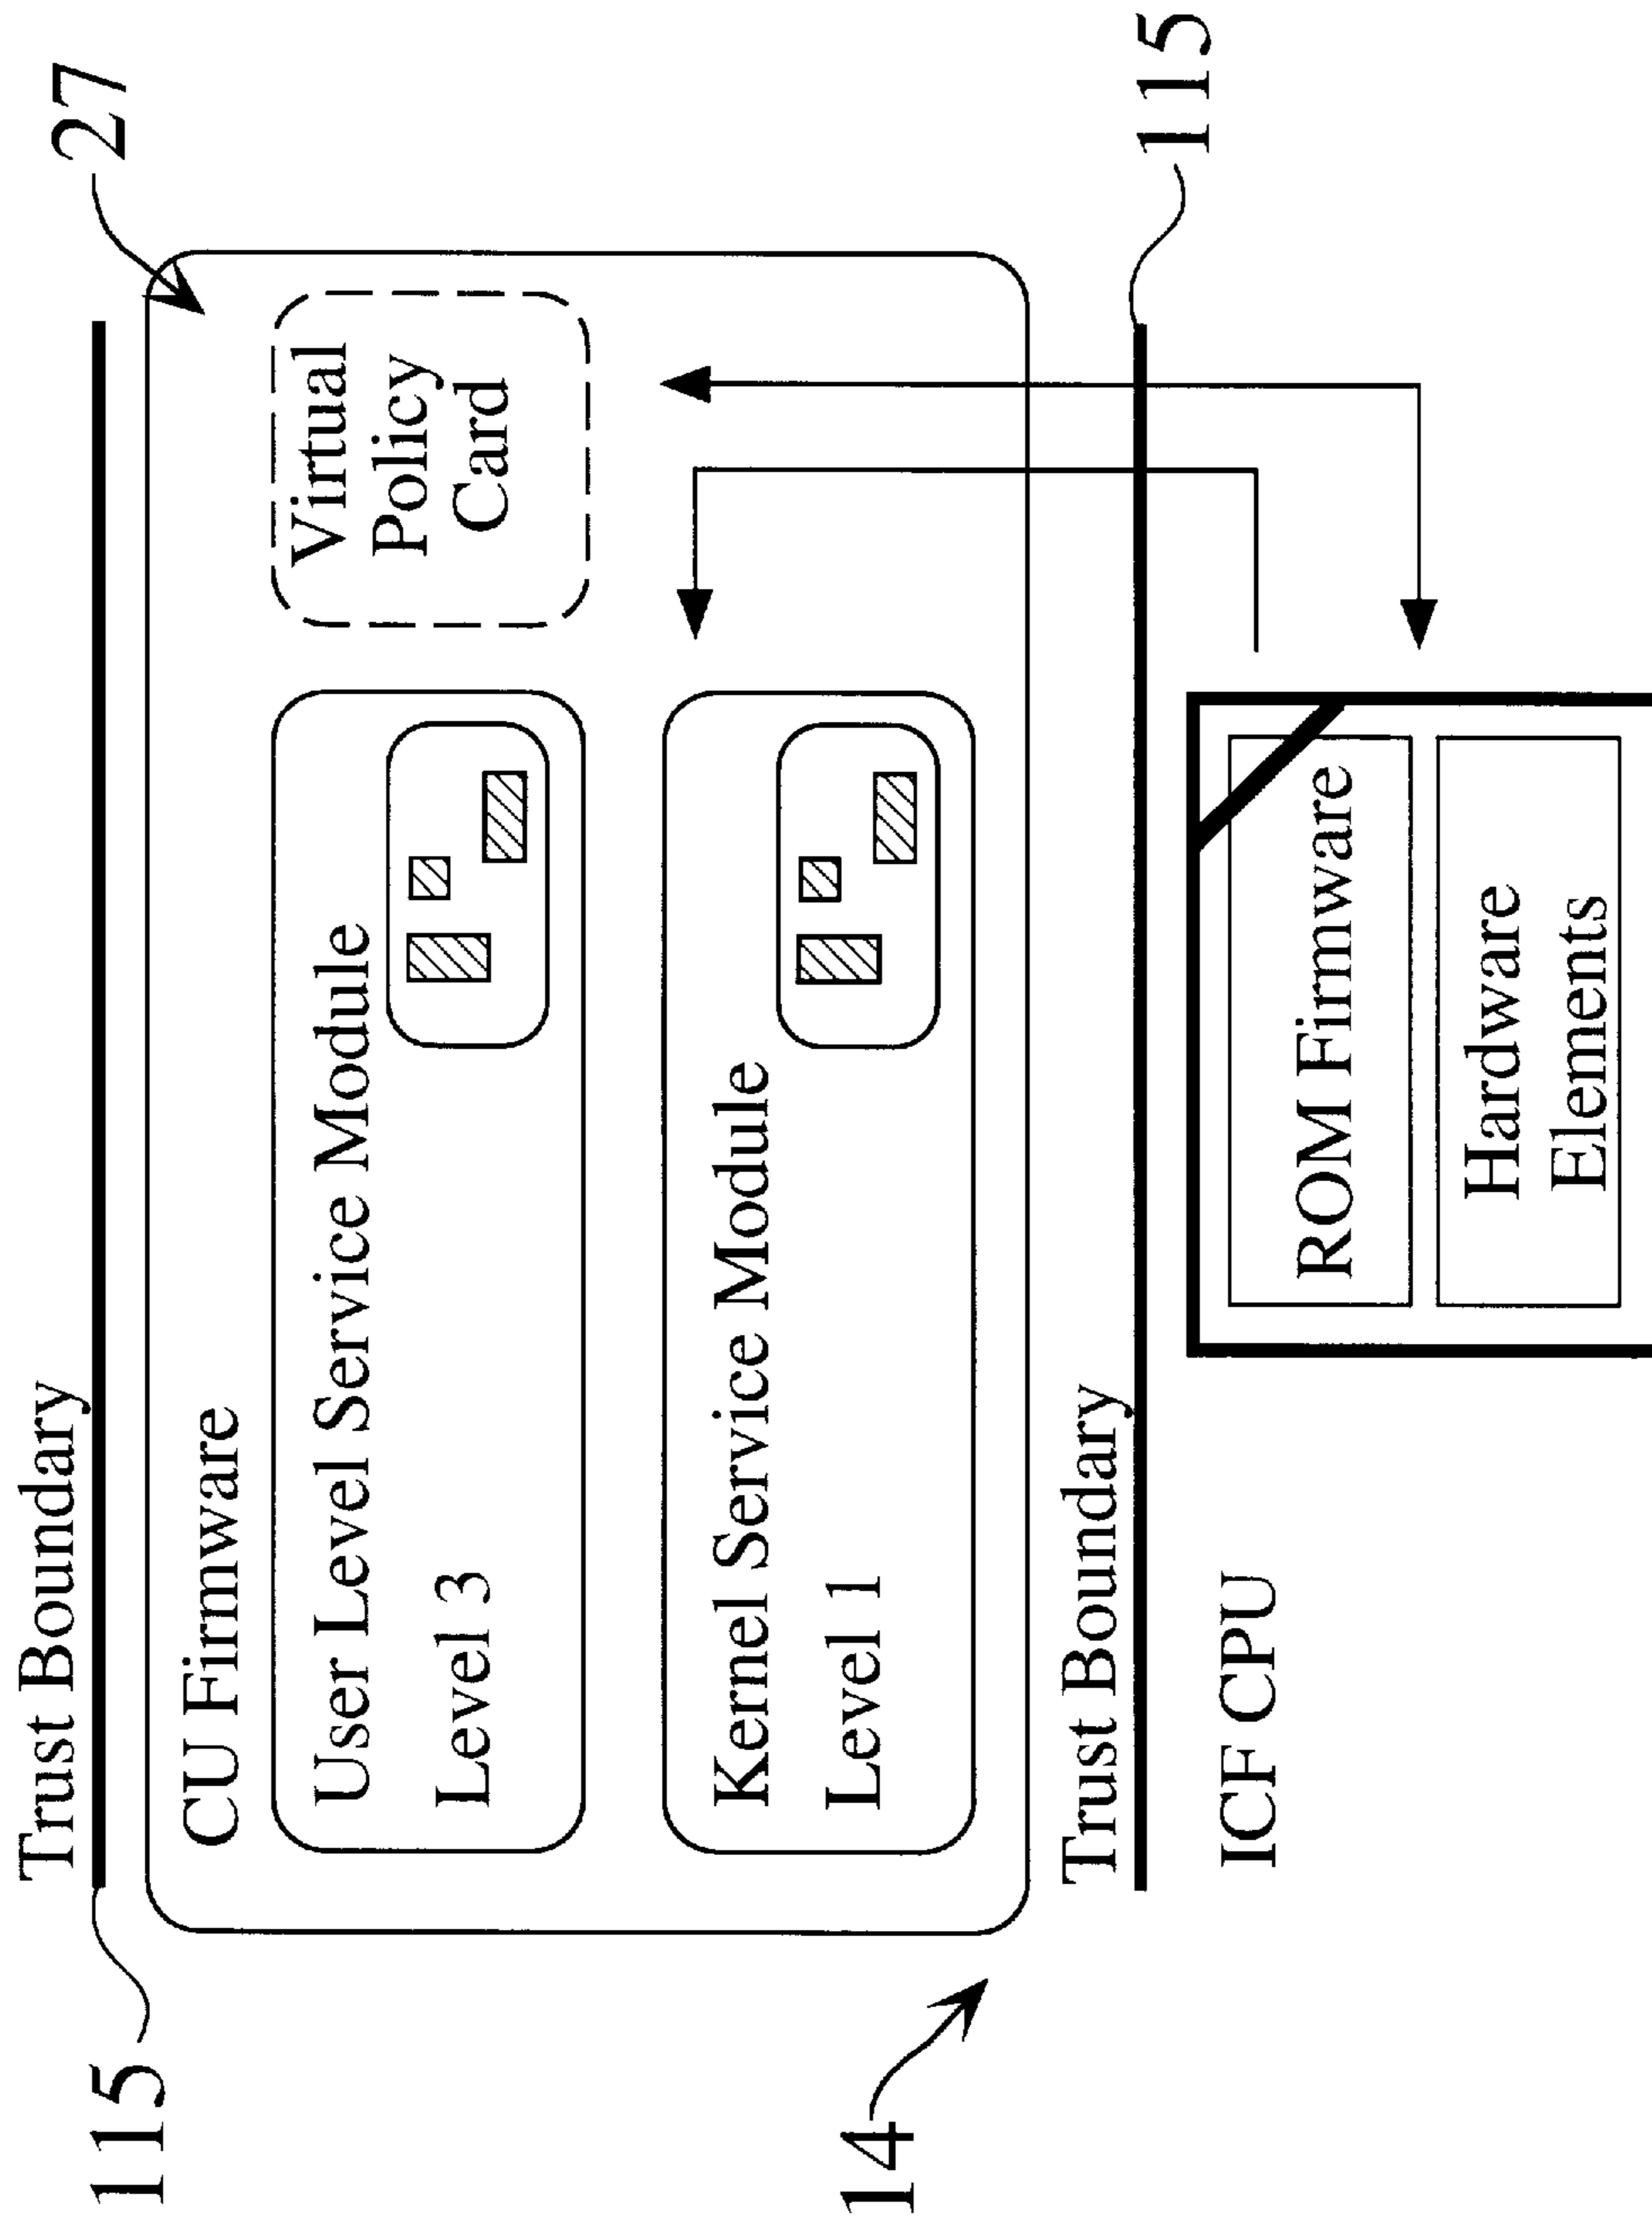 27
Trust Boundary
115
CU Firmware
User Level Service Module
Level 3
Virtual
Policy
Card
Kernel Service Module
Level 1
14
Trust Boundary
115
ICF CPU
ROM Firmware
Hardware
Elements